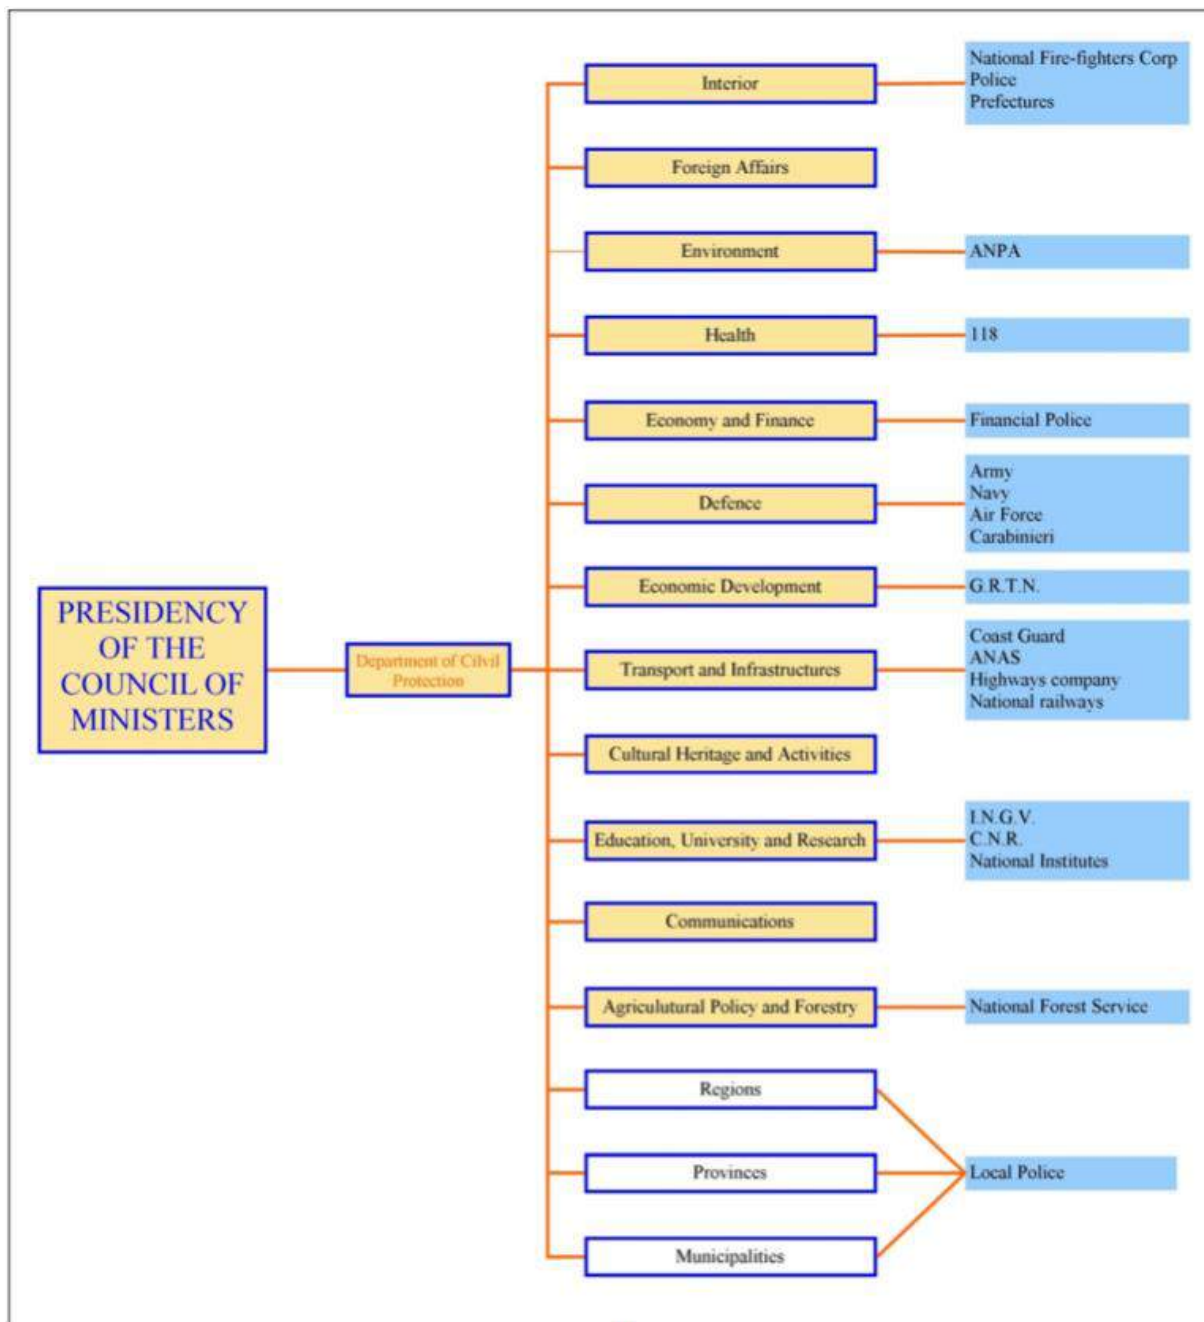 Interior
National Fire-fighters Corp
Police
Prefectures
Foreign Affairs
Environment
ANPA
Health
118
Economy and Finance
Financial Police
Defence
Army
Navy
Air Force
Carabinieri
Economic Development
G.R.T.N.
PRESIDENCY
OF THE
COUNCIL OF
MINISTERS
Department of Cilvil
Protection
Transport and Infrastructures
Coast Guard
ANAS
Highways company
National railways
Cultural Heritage and Activities
Education, University and Research
I.N.G.V.
C.N.R.
National Institutes
Communications
Agriculutural Policy and Forestry
National Forest Service
Regions
Provinces
Local Police
Municipalities